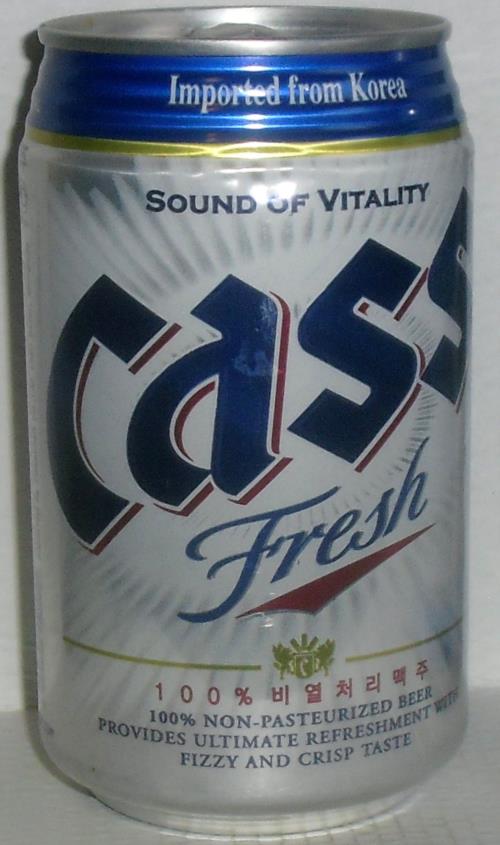 Imported from Korea
SOUND OF VITALITY
Cass
Fresh
100% 비열처리맥주
100% NON-PASTEURIZED BEER
PROVIDES ULTIMATE REFRESHMENT WITH
FIZZY AND CRISP TASTE